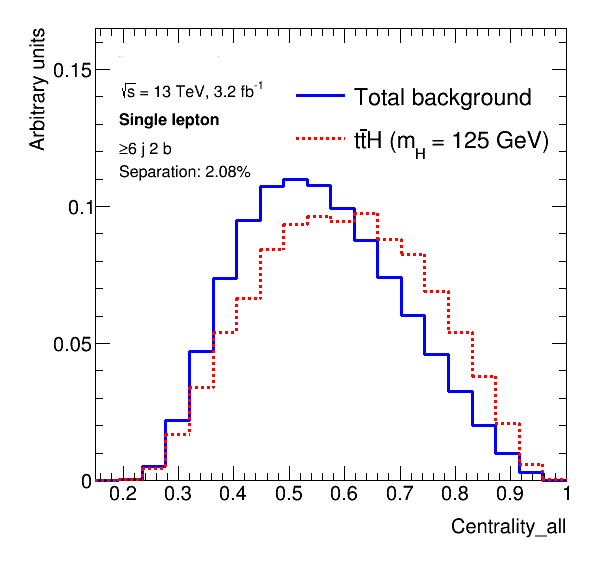 Arbitrary units
0.15
0.1
0.05
0
√s = 13 TeV, 3.2 fb⁻¹
Single lepton
≥6 j 2 b
Separation: 2.08%
Total background
tt̄H (m_H = 125 GeV)
0.2 0.3 0.4 0.5 0.6 0.7 0.8 0.9 1
Centrality_all